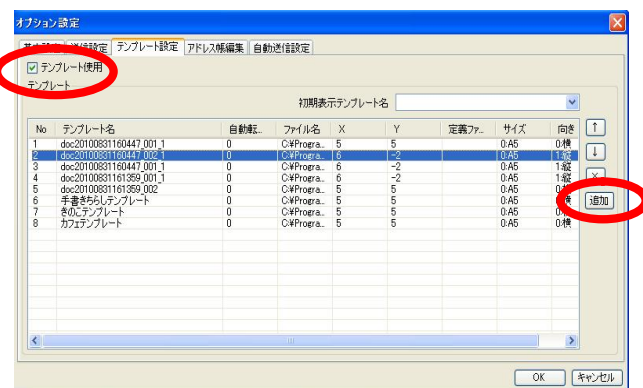 オプション設定
基本設定 送信設定 テンプレート設定 アドレス帳編集 自動送信設定
テンプレート使用
テンプレート
初期表示テンプレート名
No テンプレート名 自動転... ファイル名 X Y 定義ファ... サイズ 向き ↑
1 doc20100831160447_001_1 0 C:¥Progra... 5 5 0:A5 0:横
2 doc20100831160447_002_1 0 C:¥Progra... 6 -2 1:A5 1:縦 ↓
3 doc20100831160447_001_1 0 C:¥Progra... 6 -2 0:A5 1:縦
4 doc20100831161359_001_1 0 C:¥Progra... 6 -2 0:A5 1:縦 ×
5 doc20100831161359_002 0 C:¥Progra... 5 5 0:A5 0:横
6 手書きちらしテンプレート 0 C:¥Progra... 5 5 0:A5 0:横 追加
7 きのこテンプレート 0 C:¥Progra... 5 5 0:A5 0:横
8 カフェテンプレート 0 C:¥Progra... 5 5 0:A5 0:横
OK キャンセル